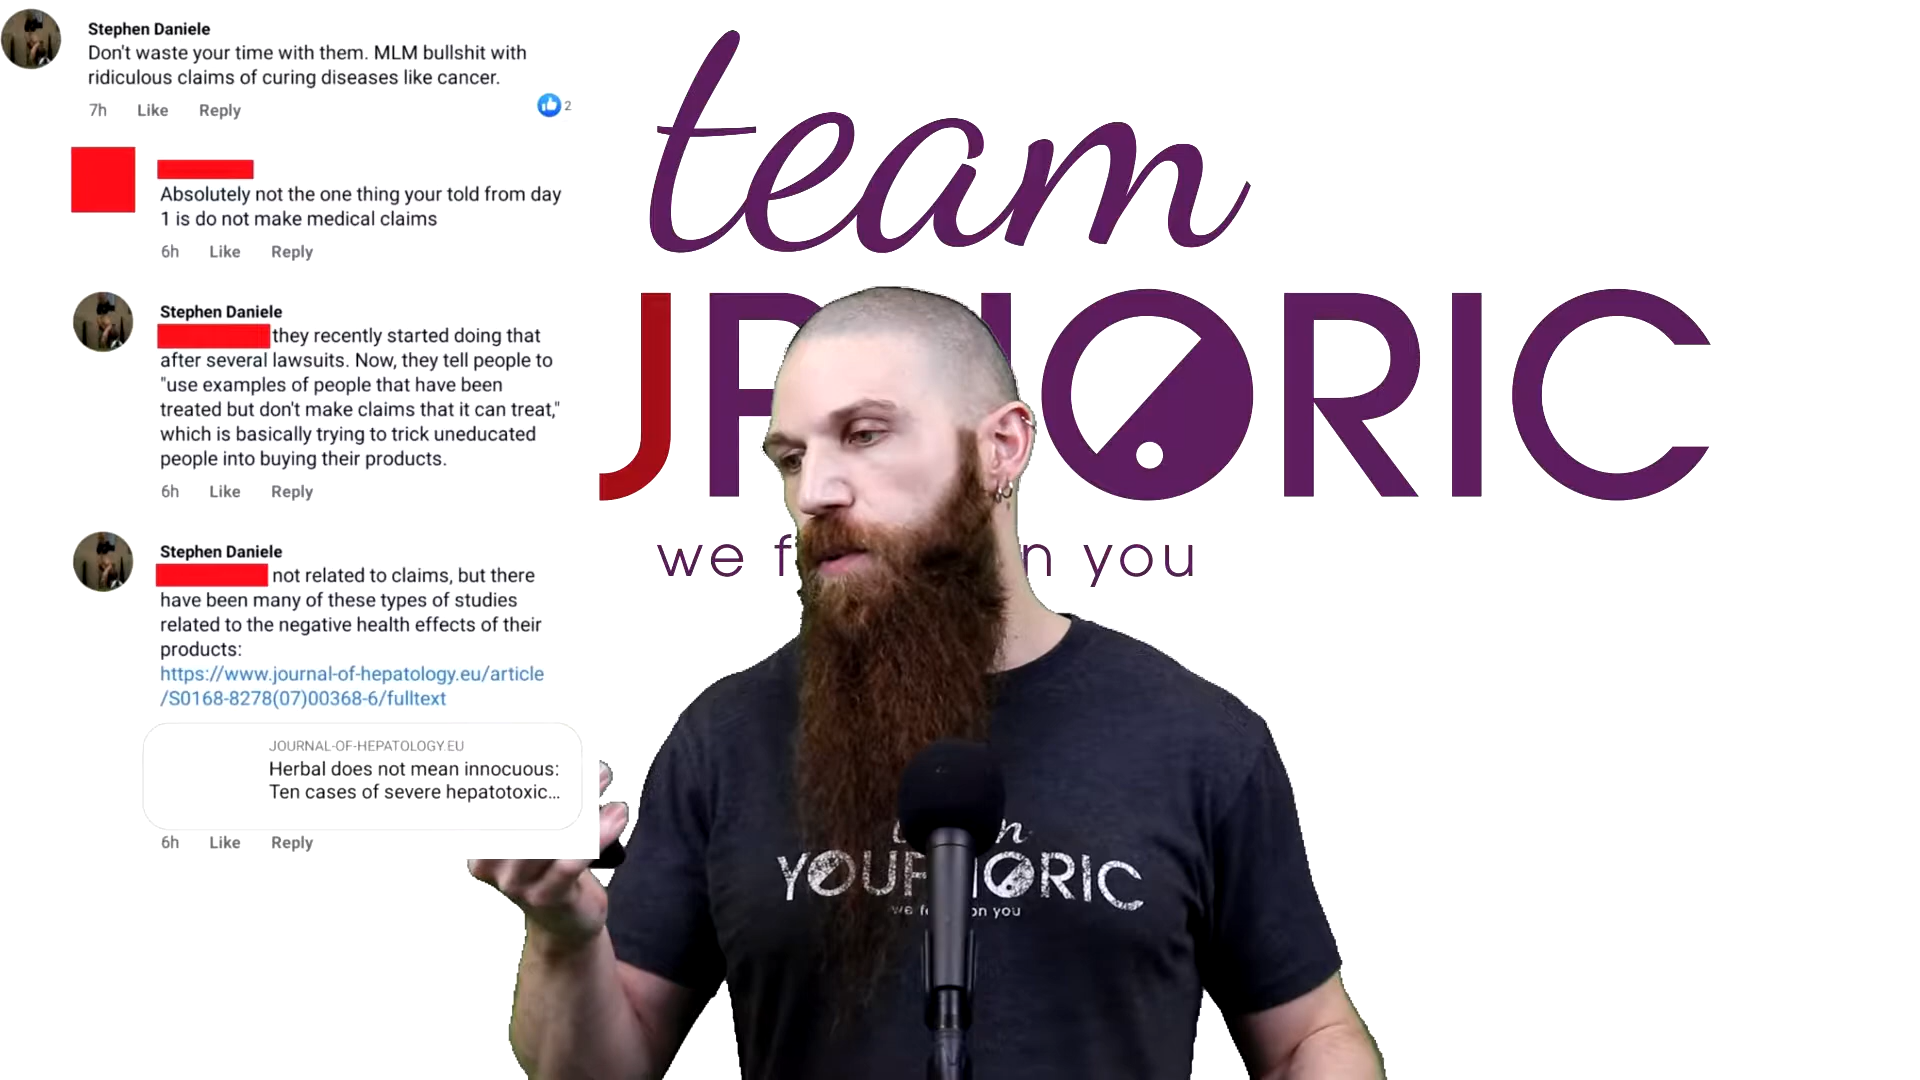 Stephen Daniele
Don't waste your time with them. MLM bullshit with
ridiculous claims of curing diseases like cancer.
7h Like Reply 2
Absolutely not the one thing your told from day
1 is do not make medical claims
6h Like Reply
Stephen Daniele
they recently started doing that
after several lawsuits. Now, they tell people to
"use examples of people that have been
treated but don't make claims that it can treat,"
which is basically trying to trick uneducated
people into buying their products.
6h Like Reply
Stephen Daniele
not related to claims, but there
have been many of these types of studies
related to the negative health effects of their
products:
https://www.journal-of-hepatology.eu/article
/S0168-8278(07)00368-6/fulltext
JOURNAL-OF-HEPATOLOGY.EU
Herbal does not mean innocuous:
Ten cases of severe hepatotoxic...
6h Like Reply
team
ORIC
we you
YOUP ORIC
we on you